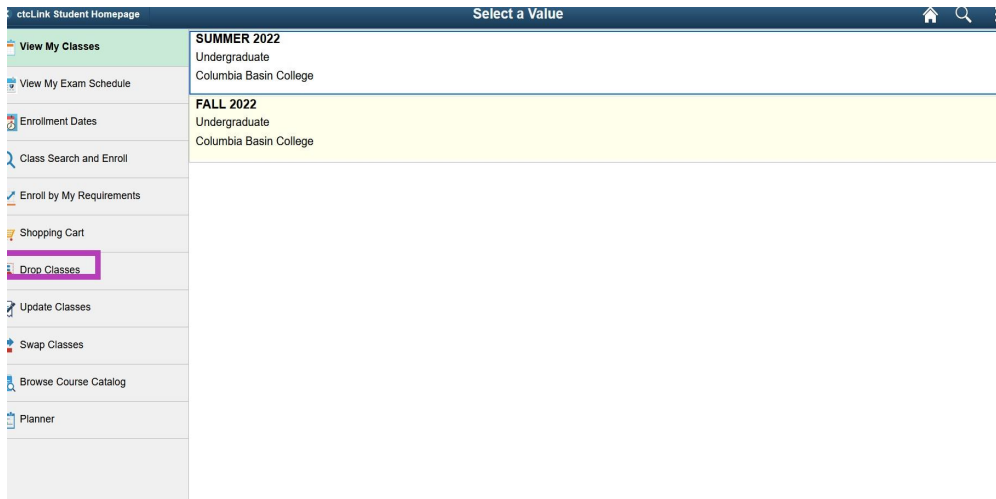 ctcLink Student Homepage
Select a Value
View My Classes
View My Exam Schedule
Enrollment Dates
Class Search and Enroll
Enroll by My Requirements
Shopping Cart
Drop Classes
Update Classes
Swap Classes
Browse Course Catalog
Planner
SUMMER 2022
Undergraduate
Columbia Basin College
FALL 2022
Undergraduate
Columbia Basin College